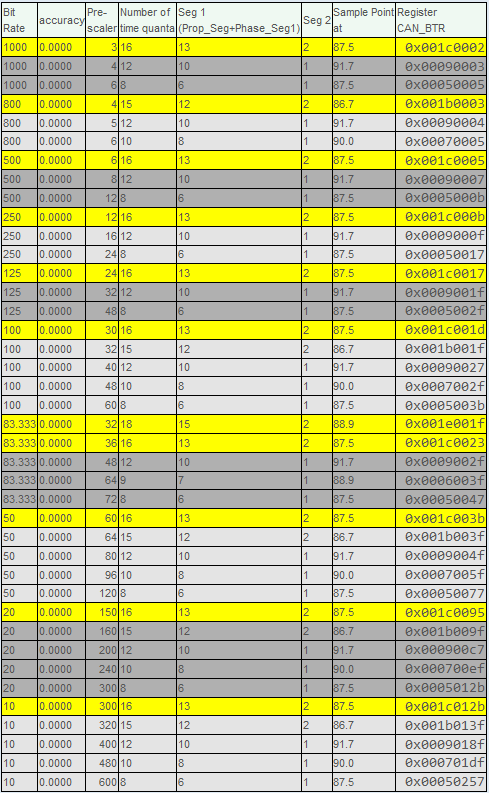 Bit Rate accuracy Pre-scaler Number of time quanta Seg 1 (Prop_Seg+Phase_Seg1) Seg 2 Sample Point at Register CAN_BTR
1000 0.0000 3 16 13 2 87.5 0x001c0002
1000 0.0000 4 12 10 1 91.7 0x00090003
1000 0.0000 6 8 6 1 87.5 0x00050005
800 0.0000 4 15 12 2 86.7 0x001b0003
800 0.0000 5 12 10 1 91.7 0x00090004
800 0.0000 6 10 8 1 90.0 0x00070005
500 0.0000 6 16 13 2 87.5 0x001c0005
500 0.0000 8 12 10 1 91.7 0x00090007
500 0.0000 12 8 6 1 87.5 0x0005000b
250 0.0000 12 16 13 2 87.5 0x001c000b
250 0.0000 16 12 10 1 91.7 0x0009000f
250 0.0000 24 8 6 1 87.5 0x00050017
125 0.0000 24 16 13 2 87.5 0x001c0017
125 0.0000 32 12 10 1 91.7 0x0009001f
125 0.0000 48 8 6 1 87.5 0x0005002f
100 0.0000 30 16 13 2 87.5 0x001c001d
100 0.0000 32 15 12 2 86.7 0x001b001f
100 0.0000 40 12 10 1 91.7 0x00090027
100 0.0000 48 10 8 1 90.0 0x0007002f
100 0.0000 60 8 6 1 87.5 0x0005003b
83.333 0.0000 32 18 15 2 88.9 0x001e001f
83.333 0.0000 36 16 13 2 87.5 0x001c0023
83.333 0.0000 48 12 10 1 91.7 0x0009002f
83.333 0.0000 64 9 7 1 88.9 0x0006003f
83.333 0.0000 72 8 6 1 87.5 0x00050047
50 0.0000 60 16 13 2 87.5 0x001c003b
50 0.0000 64 15 12 2 86.7 0x001b003f
50 0.0000 80 12 10 1 91.7 0x0009004f
50 0.0000 96 10 8 1 90.0 0x0007005f
50 0.0000 120 8 6 1 87.5 0x00050077
20 0.0000 150 16 13 2 87.5 0x001c0095
20 0.0000 160 15 12 2 86.7 0x001b009f
20 0.0000 200 12 10 1 91.7 0x000900c7
20 0.0000 240 10 8 1 90.0 0x000700ef
20 0.0000 300 8 6 1 87.5 0x0005012b
10 0.0000 300 16 13 2 87.5 0x001c012b
10 0.0000 320 15 12 2 86.7 0x001b013f
10 0.0000 400 12 10 1 91.7 0x0009018f
10 0.0000 480 10 8 1 90.0 0x000701df
10 0.0000 600 8 6 1 87.5 0x00050257